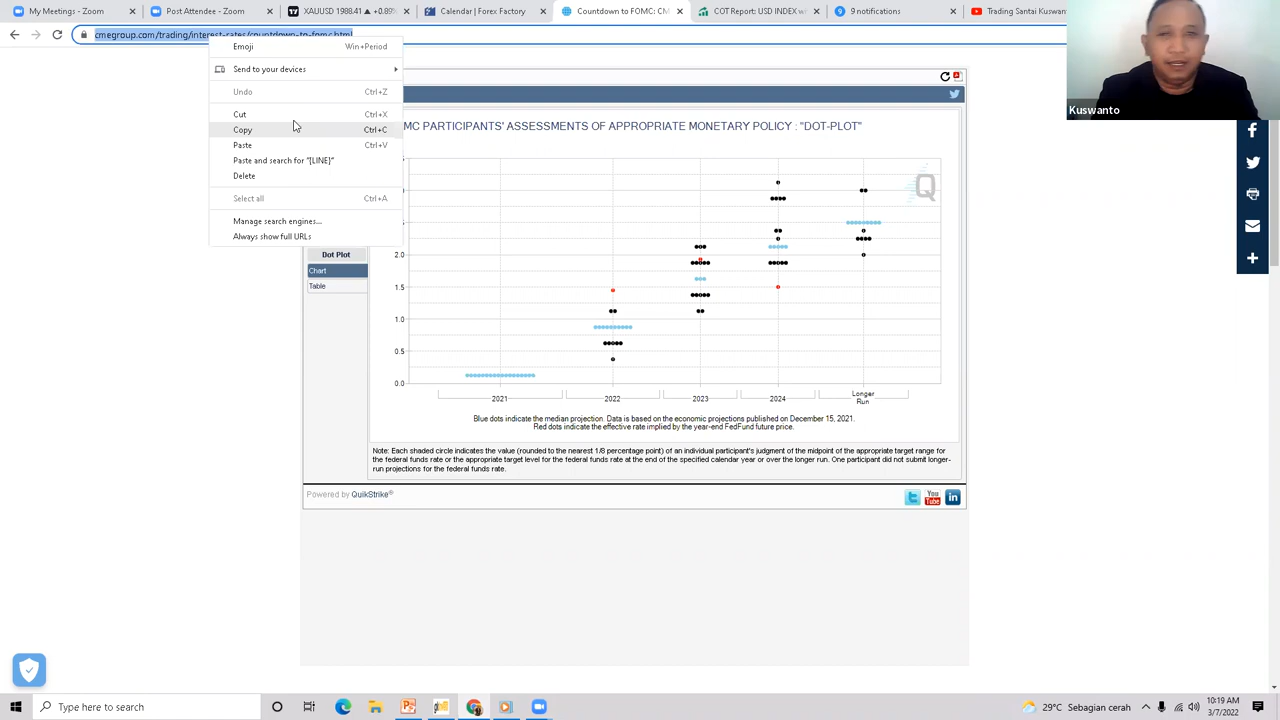 My Meetings - Zoom
Post Attendee - Zoom
XAUUSD 1988.41 ▲ +0.89
Calendar | Forex Factory
Countdown to FOMC: CM
COT Report: USD INDEX w
9 notifications
Trading Santai Kuswan
cmegroup.com/trading/interest-rates/countdown-to-fomc.html
Kuswanto
Emoji Win+Period
Send to your devices
Undo Ctrl+Z
Cut Ctrl+X
Copy Ctrl+C
Paste Ctrl+V
Paste and search for "[LINE]"
Delete
Select all Ctrl+A
Manage search engines...
Always show full URLs
MC PARTICIPANTS' ASSESSMENTS OF APPROPRIATE MONETARY POLICY : "DOT-PLOT"
Q
Dot Plot
Chart
Table
2.0
1.5
1.0
0.5
0.0
2021 2022 2023 2024 Longer
Run
Blue dots indicate the median projection. Data is based on the economic projections published on December 15, 2021.
Red dots indicate the effective rate implied by the year-end FedFund future price.
Note: Each shaded circle indicates the value (rounded to the nearest 1/8 percentage point) of an individual participant's judgment of the midpoint of the appropriate target range for
the federal funds rate or the appropriate target level for the federal funds rate at the end of the specified calendar year or over the longer run. One participant did not submit longer-
run projections for the federal funds rate.
Powered by QuikStrike®
You
Tube
in
Type here to search
29°C Sebagian cerah
10:19 AM
3/7/2022